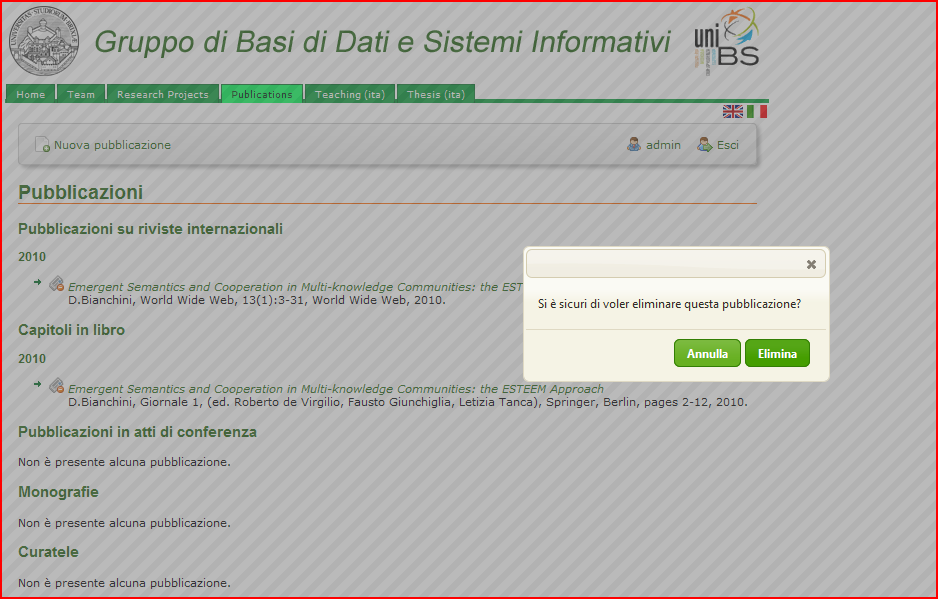 Gruppo di Basi di Dati e Sistemi Informativi
uni
BS
Home Team Research Projects Publications Teaching (ita) Thesis (ita)
Nuova pubblicazione admin Esci
Pubblicazioni
Pubblicazioni su riviste internazionali
2010
Emergent Semantics and Cooperation in Multi-knowledge Communities: the EST
D.Bianchini, World Wide Web, 13(1):3-31, World Wide Web, 2010.
Si è sicuri di voler eliminare questa pubblicazione?
Annulla Elimina
Capitoli in libro
2010
Emergent Semantics and Cooperation in Multi-knowledge Communities: the ESTEEM Approach
D.Bianchini, Giornale 1, (ed. Roberto de Virgilio, Fausto Giunchiglia, Letizia Tanca), Springer, Berlin, pages 2-12, 2010.
Pubblicazioni in atti di conferenza
Non è presente alcuna pubblicazione.
Monografie
Non è presente alcuna pubblicazione.
Curatele
Non è presente alcuna pubblicazione.